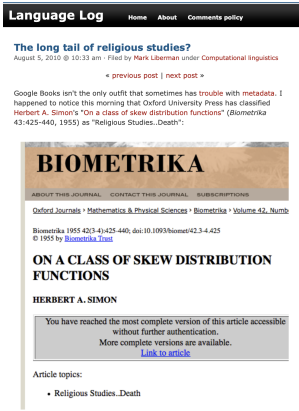 Language Log Home About Comments policy
The long tail of religious studies?
August 5, 2010 @ 10:33 am · Filed by Mark Liberman under Computational linguistics
« previous post | next post »
Google Books isn't the only outfit that sometimes has trouble with metadata. I
happened to notice this morning that Oxford University Press has classified
Herbert A. Simon's "On a class of skew distribution functions" (Biometrika
43:425-440, 1955) as "Religious Studies..Death":
BIOMETRIKA
ABOUT THIS JOURNAL CONTACT THIS JOURNAL SUBSCRIPTIONS
Oxford Journals › Mathematics & Physical Sciences › Biometrika › Volume 42, Numb
Biometrika 1955 42(3-4):425-440; doi:10.1093/biomet/42.3-4.425
© 1955 by Biometrika Trust
ON A CLASS OF SKEW DISTRIBUTION
FUNCTIONS
HERBERT A. SIMON
You have reached the most complete version of this article accessible
without further authentication.
More complete versions are available.
Link to article
Article topics:
• Religious Studies..Death